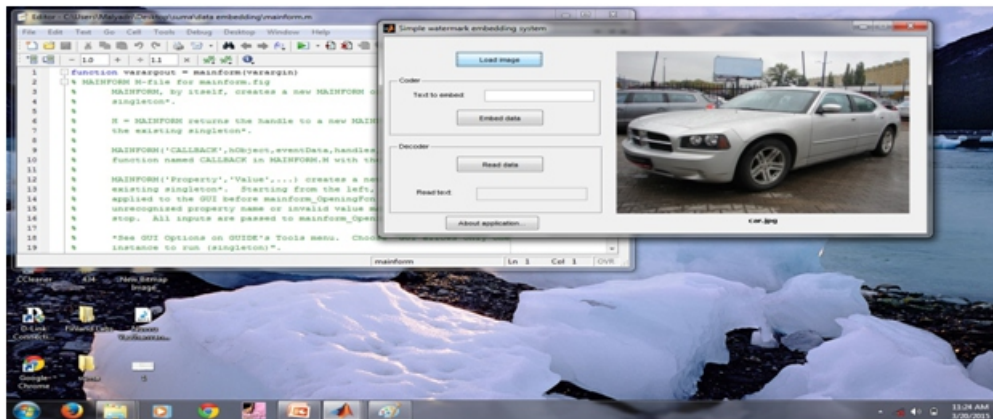 Editor - C:\Users\Malyadri\Desktop\suma\data embedding\mainform.m
File Edit Text Go Cell Tools Debug Desktop Window Help
1.0
1.1
1 function varargout = mainform(varargin)
2 % MAINFORM M-file for mainform.fig
3 % MAINFORM, by itself, creates a new MAINFORM o
4 % singleton*.
5 %
6 % H = MAINFORM returns the handle to a new MAIN
7 % the existing singleton*.
8 %
9 % MAINFORM('CALLBACK',hObject,eventData,handles
10 % function named CALLBACK in MAINFORM.M with the
11 %
12 % MAINFORM('Property','Value',...) creates a ne
13 % existing singleton*. Starting from the left,
14 % applied to the GUI before mainform_OpeningFun
15 % unrecognized property name or invalid value m
16 % stop. All inputs are passed to mainform_Open
17 %
18 % *See GUI Options on GUIDE's Tools menu. Choose
19 % instance to run (singleton)".
mainform Ln 1 Col 1 OVR
Simple watermark embedding system
Load image
Coder
Text to embed:
Embed data
Decoder
Read data
Read text:
About application...
car.jpg
CCleaner
New Bitmap
Image
D-Link
Connecti...
Google
Chrome
11:24 AM
3/20/2015